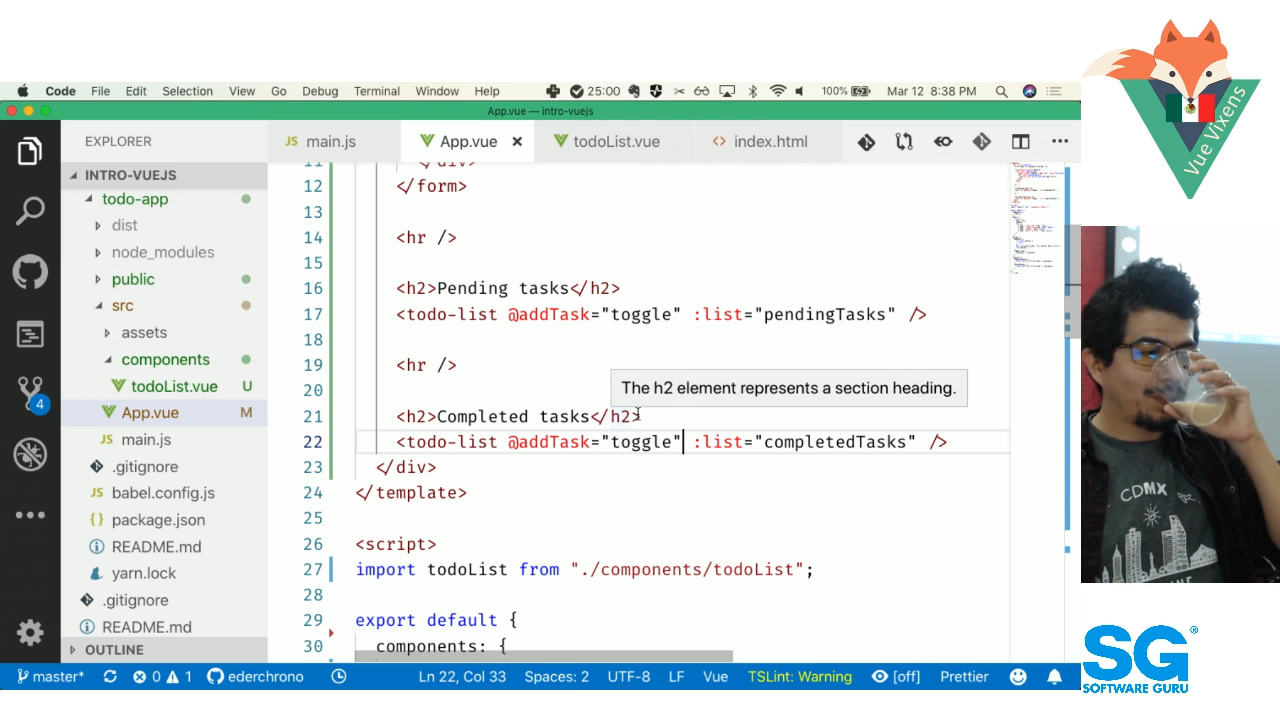 Code File Edit Selection View Go Debug Terminal Window Help 25:00 100% Mar 12 8:38 PM
App.vue — intro-vuejs
EXPLORER
JS main.js
App.vue
todoList.vue
<> index.html
INTRO-VUEJS
todo-app
dist
node_modules
public
src
assets
components
todoList.vue U
App.vue M
JS main.js
.gitignore
JS babel.config.js
{} package.json
README.md
yarn.lock
.gitignore
README.md
OUTLINE
4
11 </div>
12 </form>
13
14 <hr />
15
16 <h2>Pending tasks</h2>
17 <todo-list @addTask="toggle" :list="pendingTasks" />
18
19 <hr />
20
The h2 element represents a section heading.
21 <h2>Completed tasks</h2>
22 <todo-list @addTask="toggle" :list="completedTasks" />
23 </div>
24 </template>
25
26 <script>
27 import todoList from "./components/todoList";
28
29 export default {
30 components: {
master* 0 1 ederchrono Ln 22, Col 33 Spaces: 2 UTF-8 LF Vue TSLint: Warning [off] Prettier
Vue Vixens
CDMX
SG®
SOFTWARE GURU